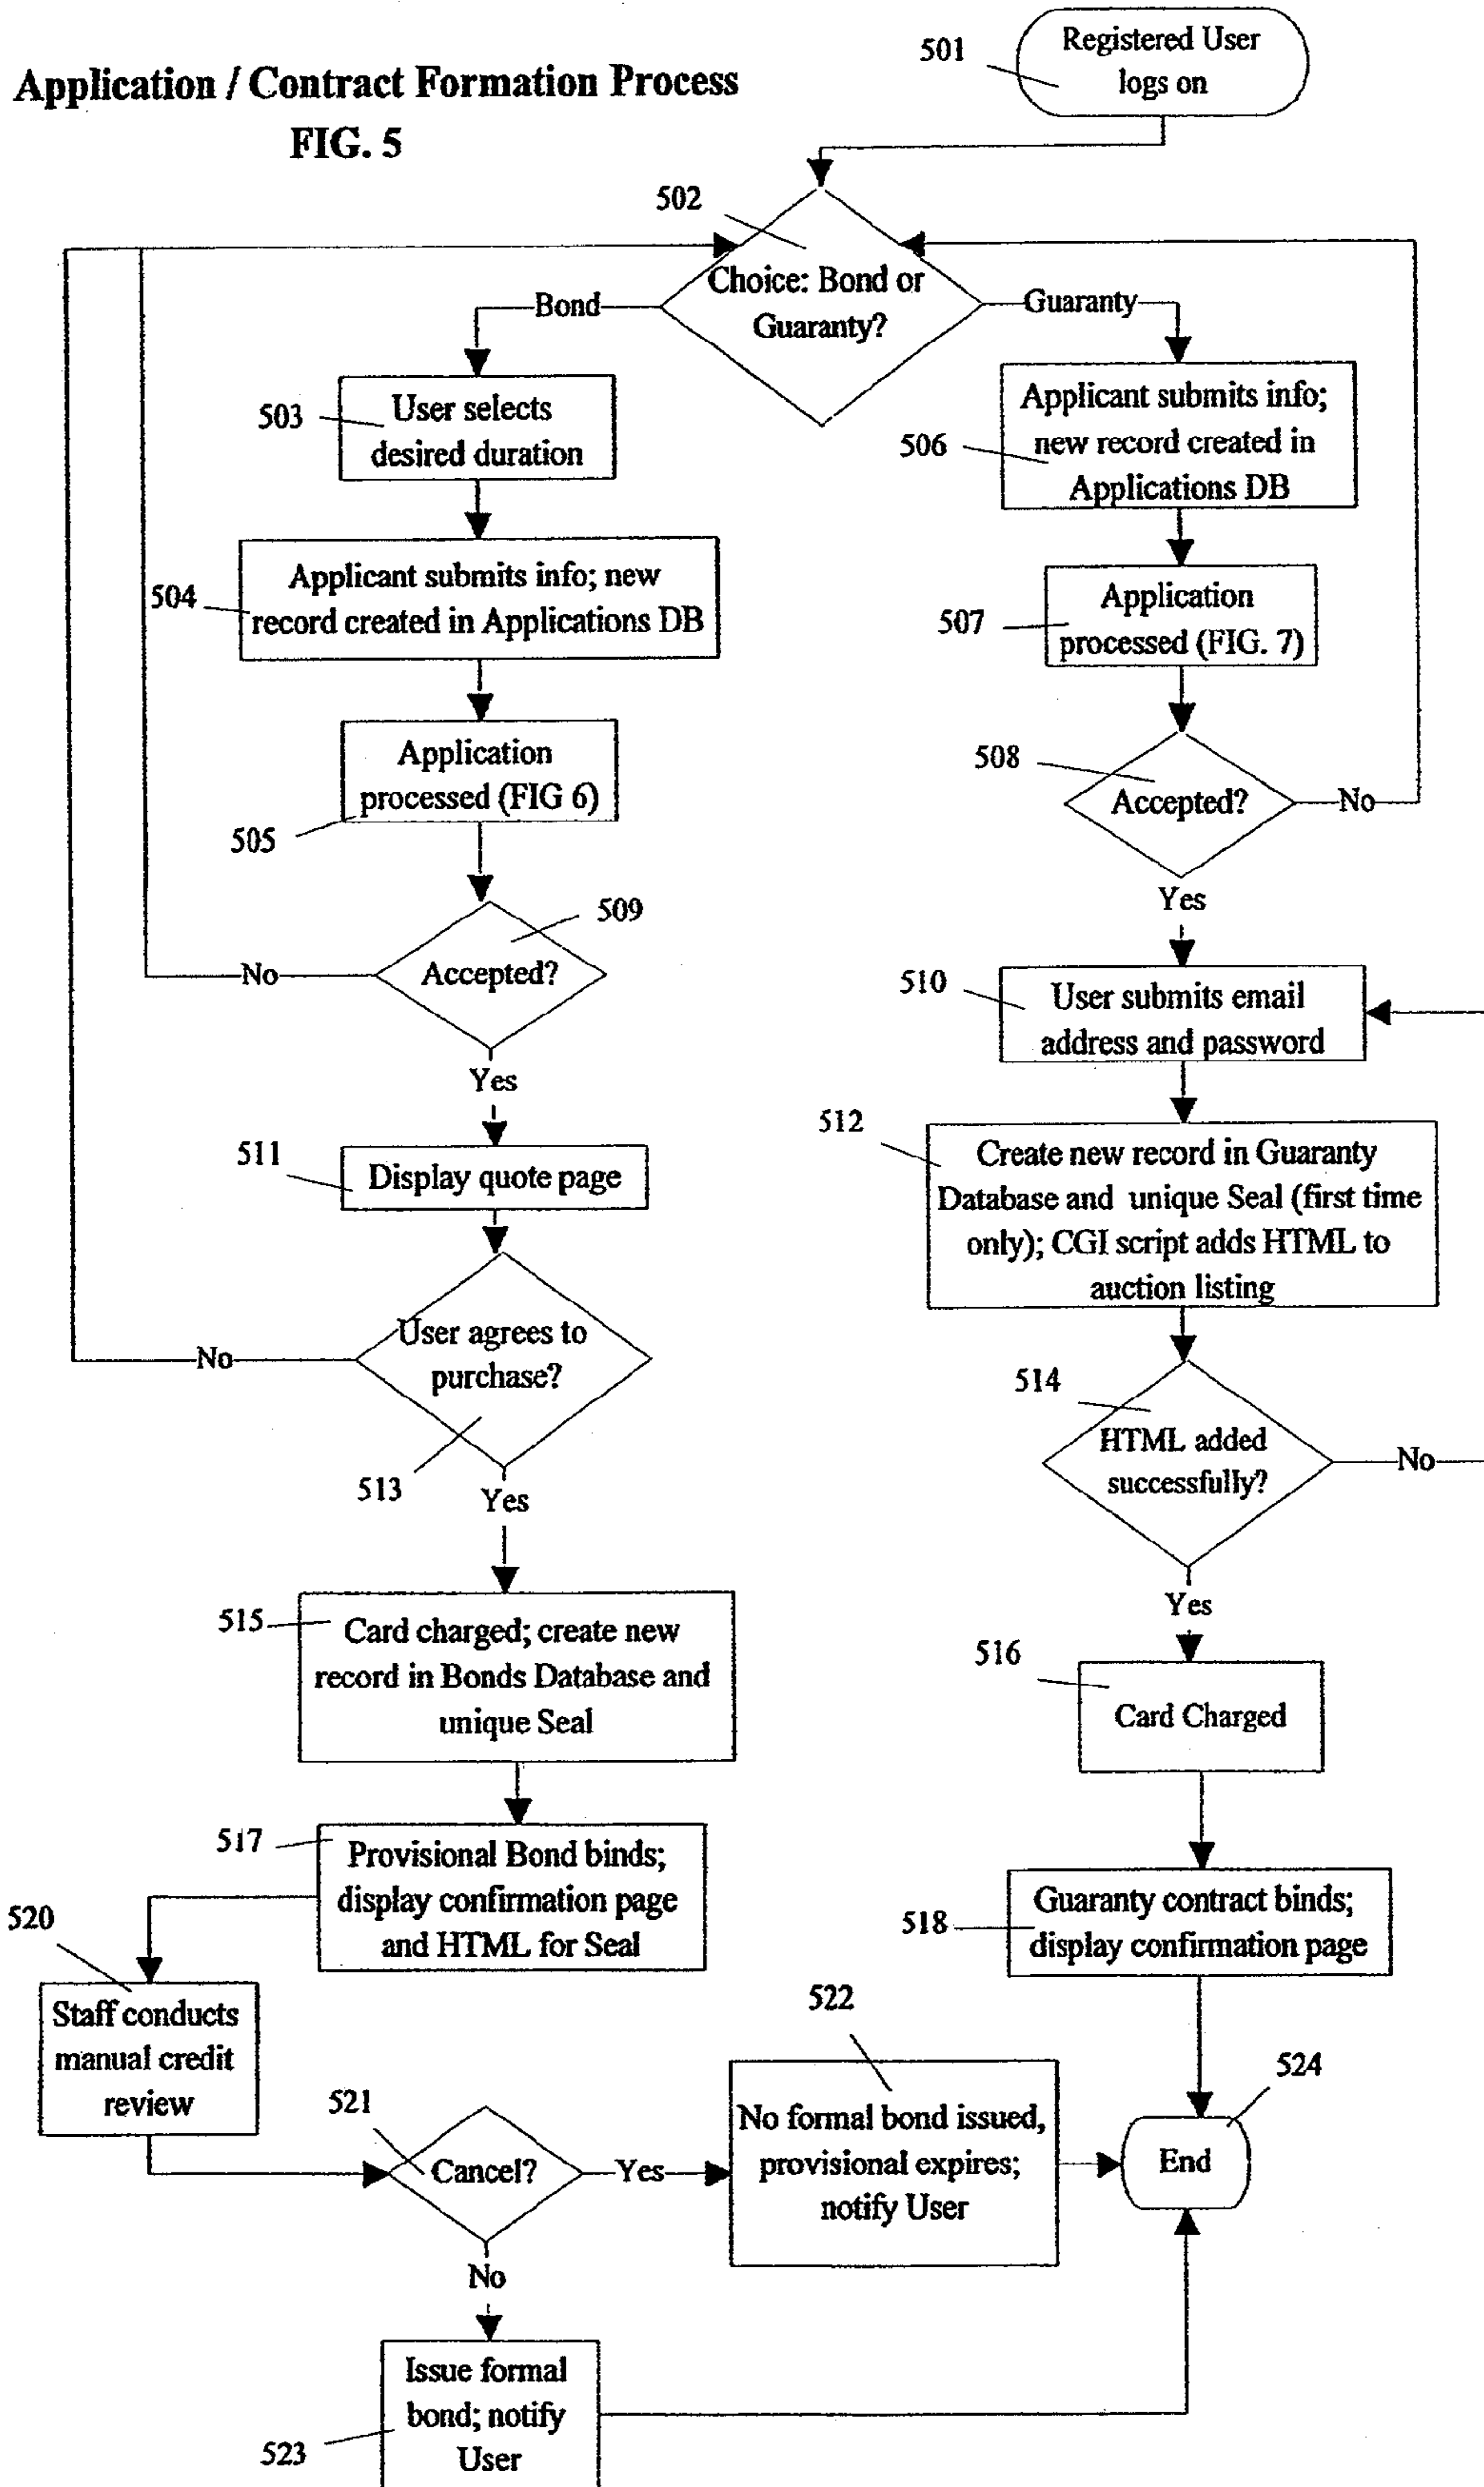 Application / Contract Formation Process
FIG. 5
501
Registered User
logs on
502
Choice: Bond or
Guaranty?
Bond
Guaranty
503
User selects
desired duration
506
Applicant submits info;
new record created in
Applications DB
504
Applicant submits info; new
record created in Applications DB
507
Application
processed (FIG. 7)
505
Application
processed (FIG 6)
508
Accepted?
No
Yes
509
Accepted?
No
Yes
510
User submits email
address and password
511
Display quote page
512
Create new record in Guaranty
Database and unique Seal (first time
only); CGI script adds HTML to
auction listing
User agrees to
purchase?
No
513
Yes
514
HTML added
successfully?
No
Yes
515
Card charged; create new
record in Bonds Database and
unique Seal
516
Card Charged
517
Provisional Bond binds;
display confirmation page
and HTML for Seal
518
Guaranty contract binds;
display confirmation page
520
Staff conducts
manual credit
review
521
Cancel?
Yes
No
522
No formal bond issued,
provisional expires;
notify User
524
End
523
Issue formal
bond; notify
User